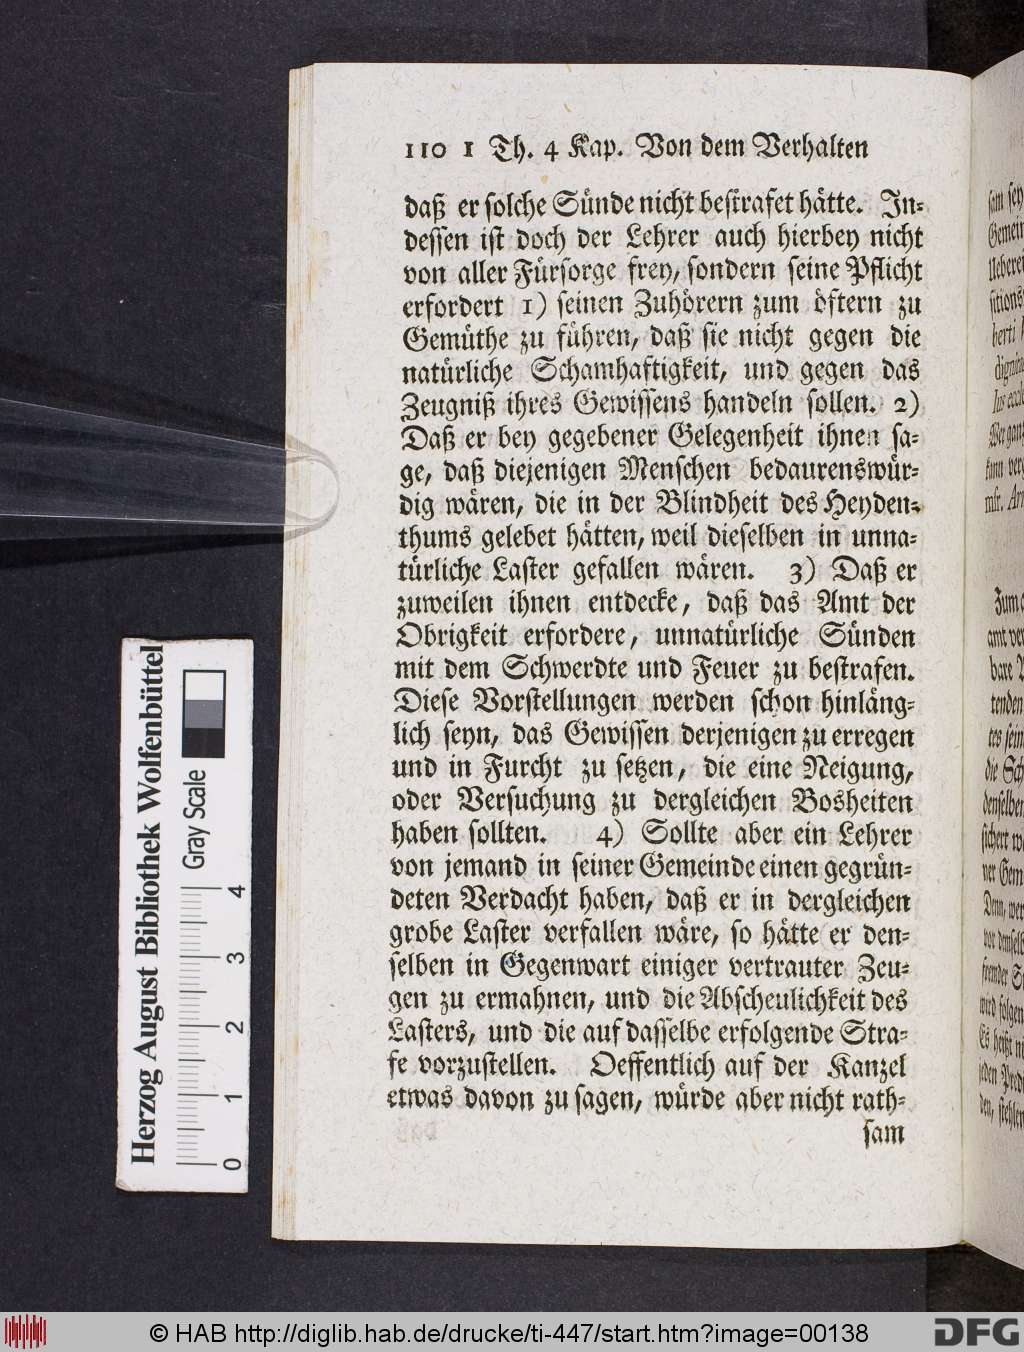 110 1 Th. 4 Kap. Von dem Verhalten
daß er solche Sünde nicht bestrafet hätte. In-
dessen ist doch der Lehrer auch hierbey nicht
von aller Fürsorge frey, sondern seine Pflicht
erfordert 1) seinen Zuhörern zum öftern zu
Gemüthe zu führen, daß sie nicht gegen die
natürliche Schamhaftigkeit, und gegen das
Zeugniß ihres Gewissens handeln sollen. 2)
Daß er bey gegebener Gelegenheit ihnen sa-
ge, daß diejenigen Menschen bedaurenswür-
dig wären, die in der Blindheit des Heyden-
thums gelebet hätten, weil dieselben in unna-
türliche Laster gefallen wären. 3) Daß er
zuweilen ihnen entdecke, daß das Amt der
Obrigkeit erfordere, unnatürliche Sünden
mit dem Schwerdte und Feuer zu bestrafen.
Diese Vorstellungen werden schon hinläng-
lich seyn, das Gewissen derjenigen zu erregen
und in Furcht zu setzen, die eine Neigung,
oder Versuchung zu dergleichen Bosheiten
haben sollten. 4) Sollte aber ein Lehrer
von jemand in seiner Gemeinde einen gegrün-
deten Verdacht haben, daß er in dergleichen
grobe Laster verfallen wäre, so hätte er den-
selben in Gegenwart einiger vertrauter Zeu-
gen zu ermahnen, und die Abscheulichkeit des
Lasters, und die auf dasselbe erfolgende Stra-
fe vorzustellen. Oeffentlich auf der Kanzel
etwas davon zu sagen, würde aber nicht rath-
sam
Herzog August Bibliothek Wolfenbüttel
Gray Scale
0 1 2 3 4
© HAB http://diglib.hab.de/drucke/ti-447/start.htm?image=00138
DFG